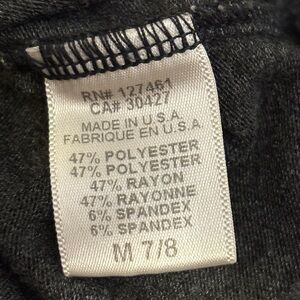 RN# 127461
CA# 30427
MADE IN U.S.A.
FABRIQUE EN U.S.A
47% POLYESTER
47% POLYESTER
47% RAYON
47% RAYONNE
6% SPANDEX
6% SPANDEX
M 7/8